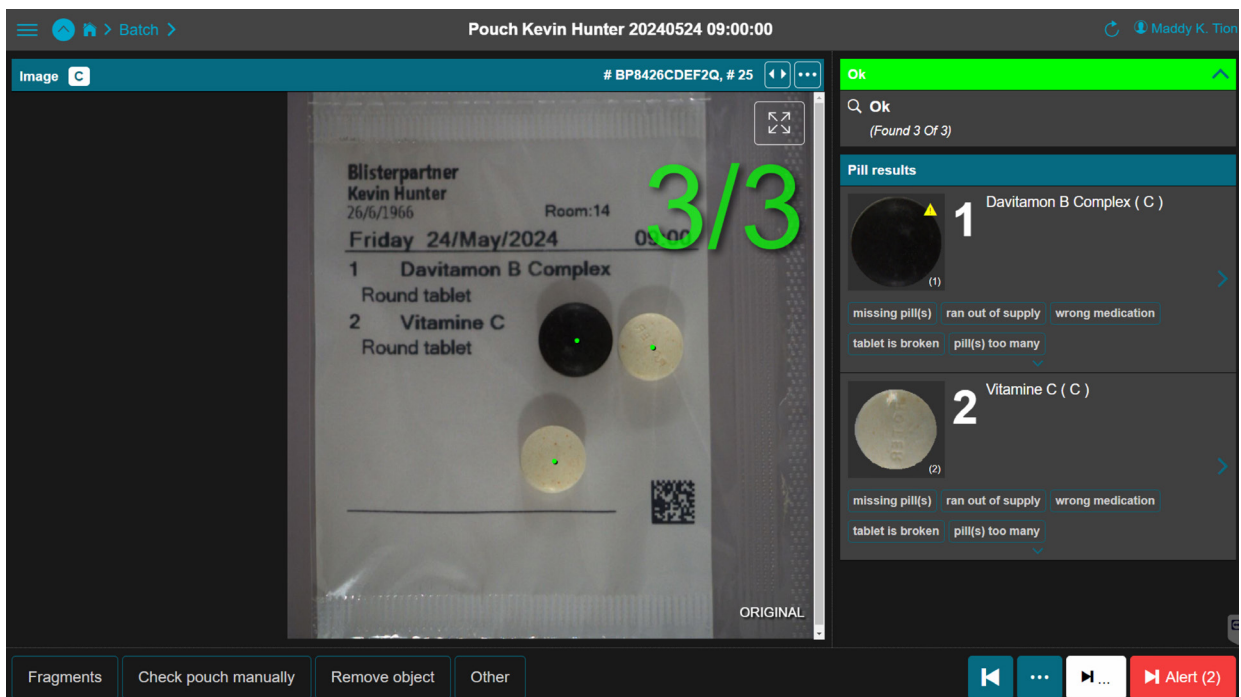 Batch
Pouch Kevin Hunter 20240524 09:00:00
Maddy K. Tion
Image C
# BP8426CDEF2Q, # 25
Blisterpartner
Kevin Hunter
26/6/1966 Room:14
Friday 24/May/2024 09:00
1 Davitamon B Complex
Round tablet
2 Vitamine C
Round tablet
3/3
ORIGINAL
Ok
Ok
(Found 3 Of 3)
Pill results
1 Davitamon B Complex ( C )
(1)
missing pill(s) ran out of supply wrong medication
tablet is broken pill(s) too many
2 Vitamine C ( C )
(2)
missing pill(s) ran out of supply wrong medication
tablet is broken pill(s) too many
Fragments Check pouch manually Remove object Other
... Alert (2)